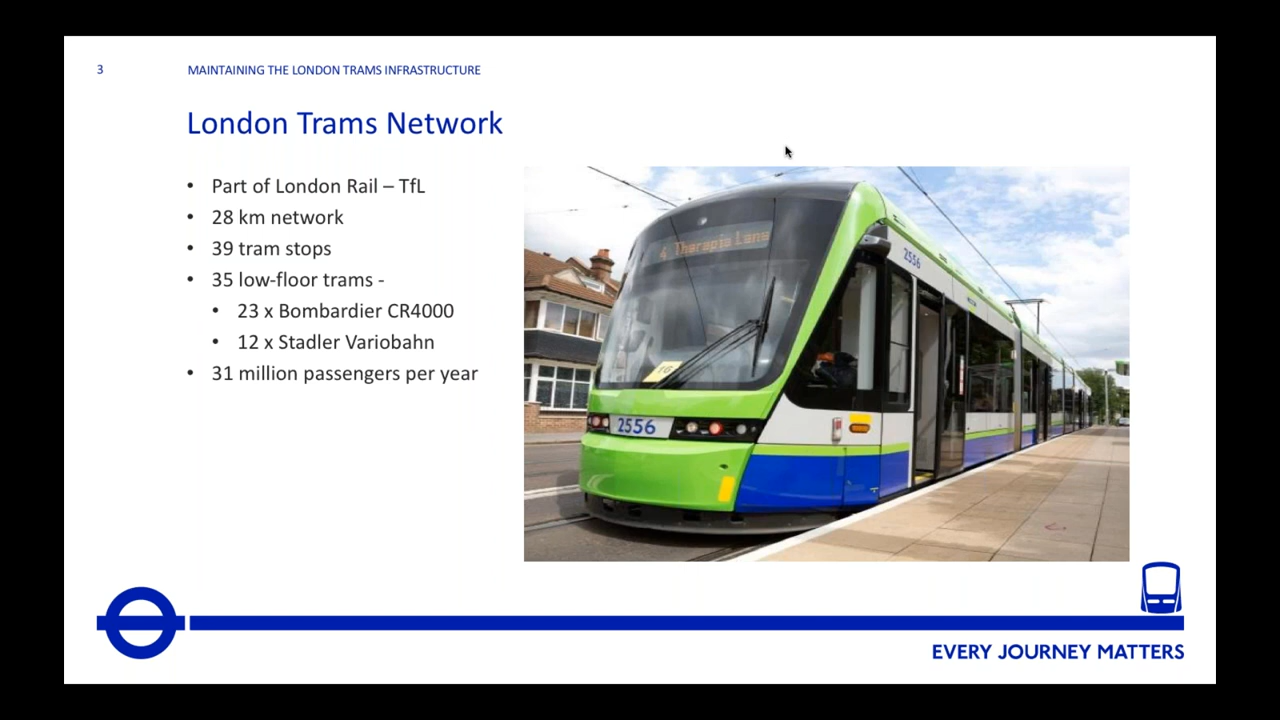 3
MAINTAINING THE LONDON TRAMS INFRASTRUCTURE
London Trams Network
• Part of London Rail – TfL
• 28 km network
• 39 tram stops
• 35 low-floor trams -
• 23 x Bombardier CR4000
• 12 x Stadler Variobahn
• 31 million passengers per year
4 Therapia Lane
2556
16
2556
EVERY JOURNEY MATTERS